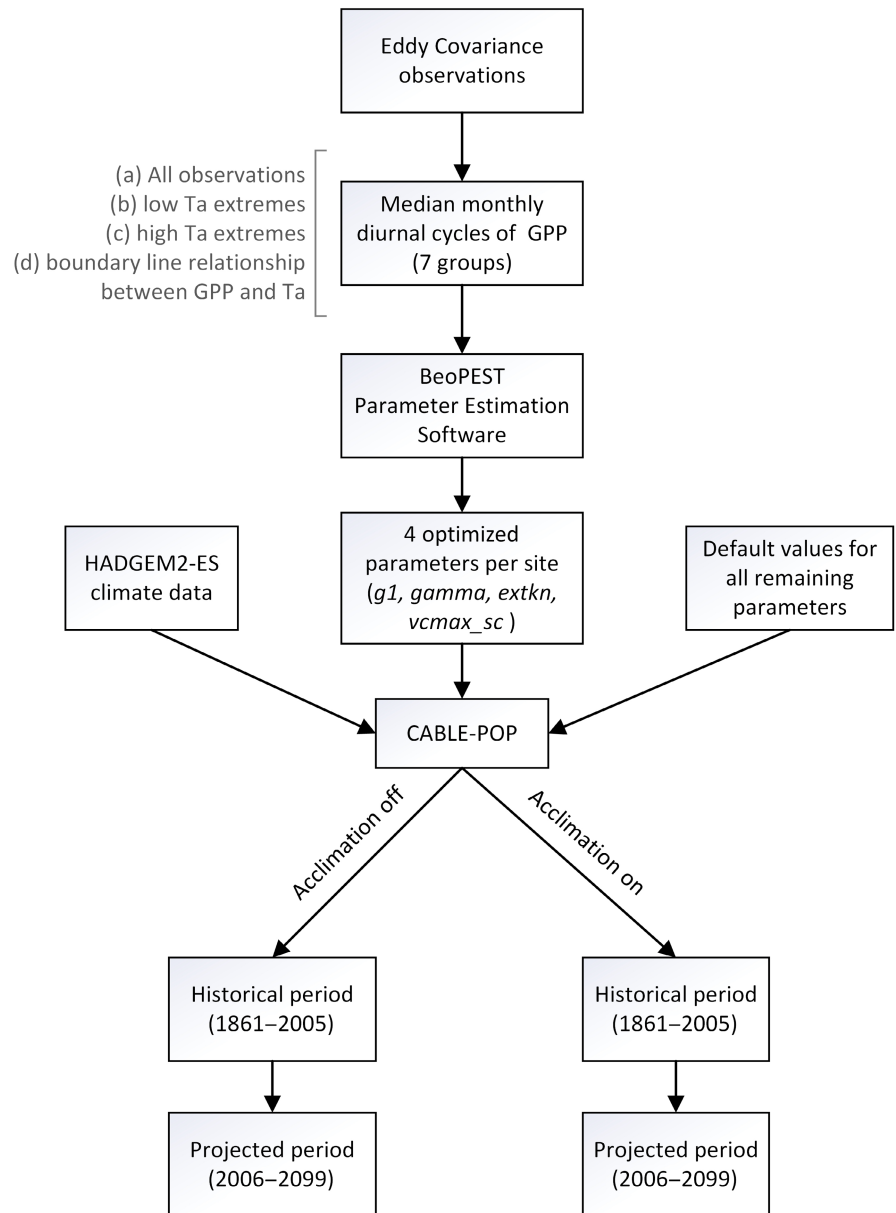 Eddy Covariance
observations
(a) All observations
(b) low Ta extremes
(c) high Ta extremes
(d) boundary line relationship
between GPP and Ta
Median monthly
diurnal cycles of GPP
(7 groups)
BeoPEST
Parameter Estimation
Software
HADGEM2-ES
climate data
4 optimized
parameters per site
(g1, gamma, extkn,
vcmax_sc )
Default values for
all remaining
parameters
CABLE-POP
Acclimation off
Acclimation on
Historical period
(1861–2005)
Historical period
(1861–2005)
Projected period
(2006–2099)
Projected period
(2006–2099)